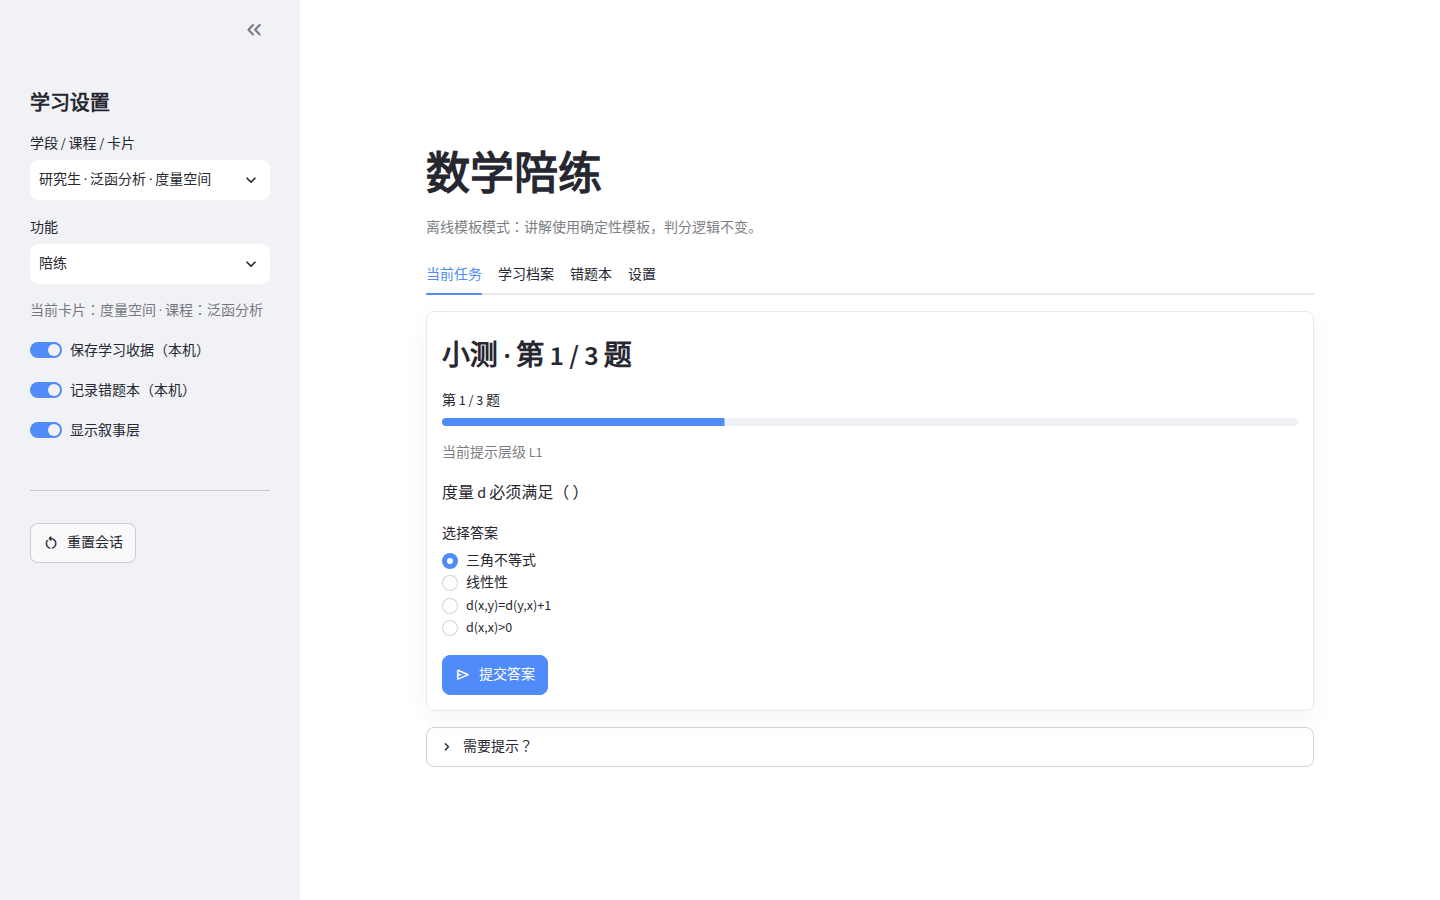 学习设置
学段 / 课程 / 卡片
研究生 · 泛函分析 · 度量空间
功能
陪练
当前卡片：度量空间 · 课程：泛函分析
保存学习收据（本机）
记录错题本（本机）
显示叙事层
重置会话
数学陪练
离线模板模式：讲解使用确定性模板，判分逻辑不变。
当前任务 学习档案 错题本 设置
小测 · 第 1 / 3 题
第 1 / 3 题
当前提示层级 L1
度量 d 必须满足（ ）
选择答案
三角不等式
线性性
d(x,y)=d(y,x)+1
d(x,x)>0
提交答案
需要提示？